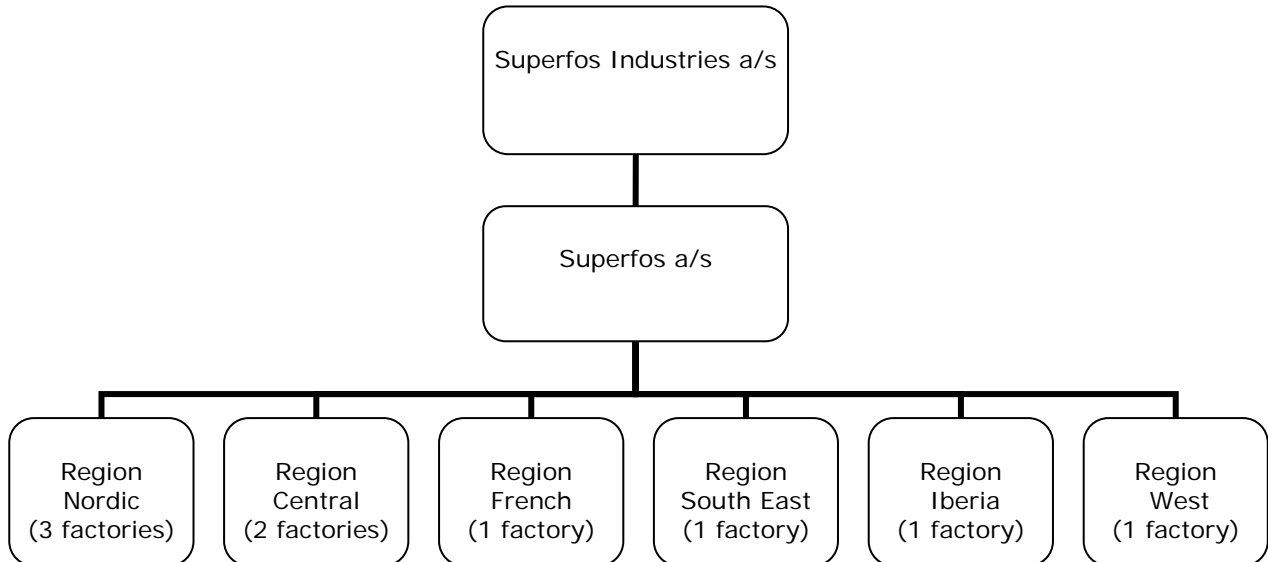 Superfos Industries a/s
Superfos a/s
Region
Nordic
(3 factories)
Region
Central
(2 factories)
Region
French
(1 factory)
Region
South East
(1 factory)
Region
Iberia
(1 factory)
Region
West
(1 factory)